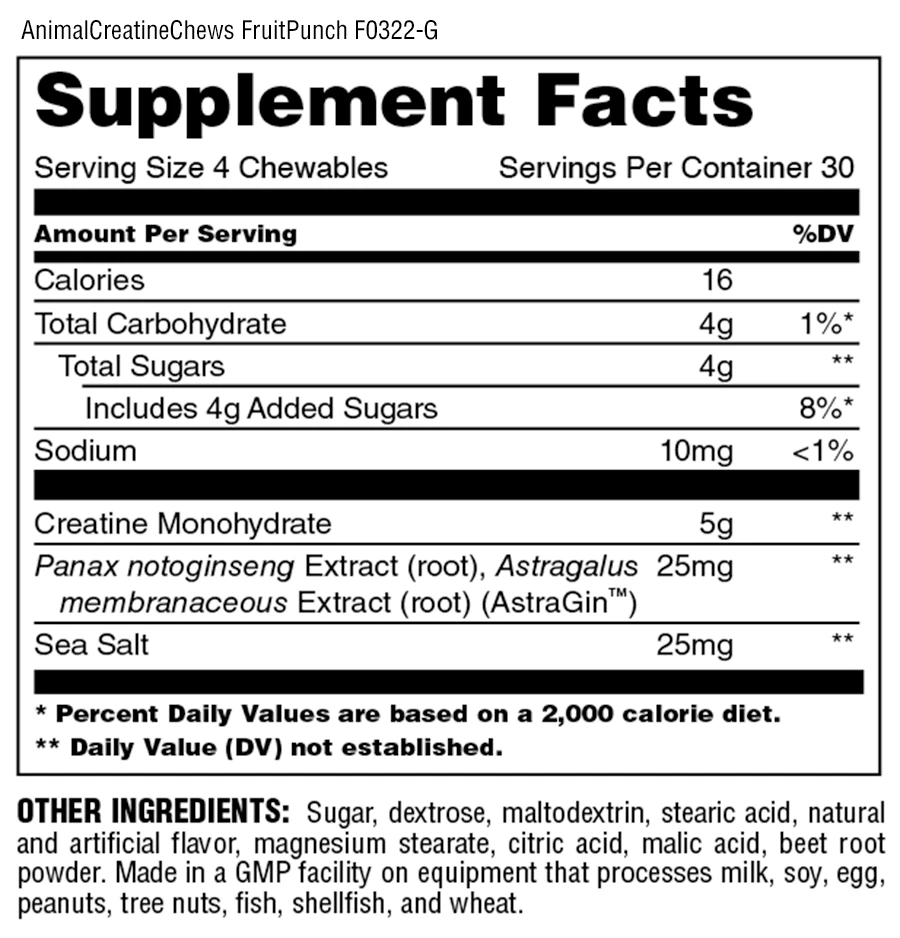 AnimalCreatineChews FruitPunch F0322-G
Supplement Facts
Serving Size 4 Chewables Servings Per Container 30
Amount Per Serving %DV
Calories 16
Total Carbohydrate 4g 1%*
Total Sugars 4g **
Includes 4g Added Sugars 8%*
Sodium 10mg <1%
Creatine Monohydrate 5g **
Panax notoginseng Extract (root), Astragalus 25mg **
membranaceous Extract (root) (AstraGin™)
Sea Salt 25mg **
* Percent Daily Values are based on a 2,000 calorie diet.
** Daily Value (DV) not established.
OTHER INGREDIENTS: Sugar, dextrose, maltodextrin, stearic acid, natural
and artificial flavor, magnesium stearate, citric acid, malic acid, beet root
powder. Made in a GMP facility on equipment that processes milk, soy, egg,
peanuts, tree nuts, fish, shellfish, and wheat.